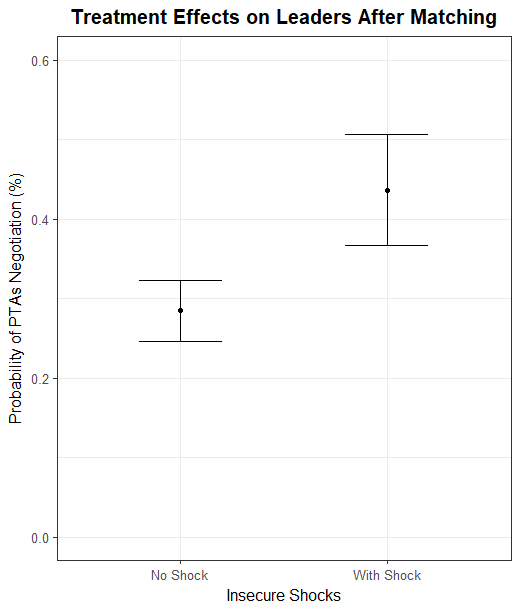 Treatment Effects on Leaders After Matching
Probability of PTAs Negotiation (%)
0.6
0.4
0.2
0.0
No Shock With Shock
Insecure Shocks